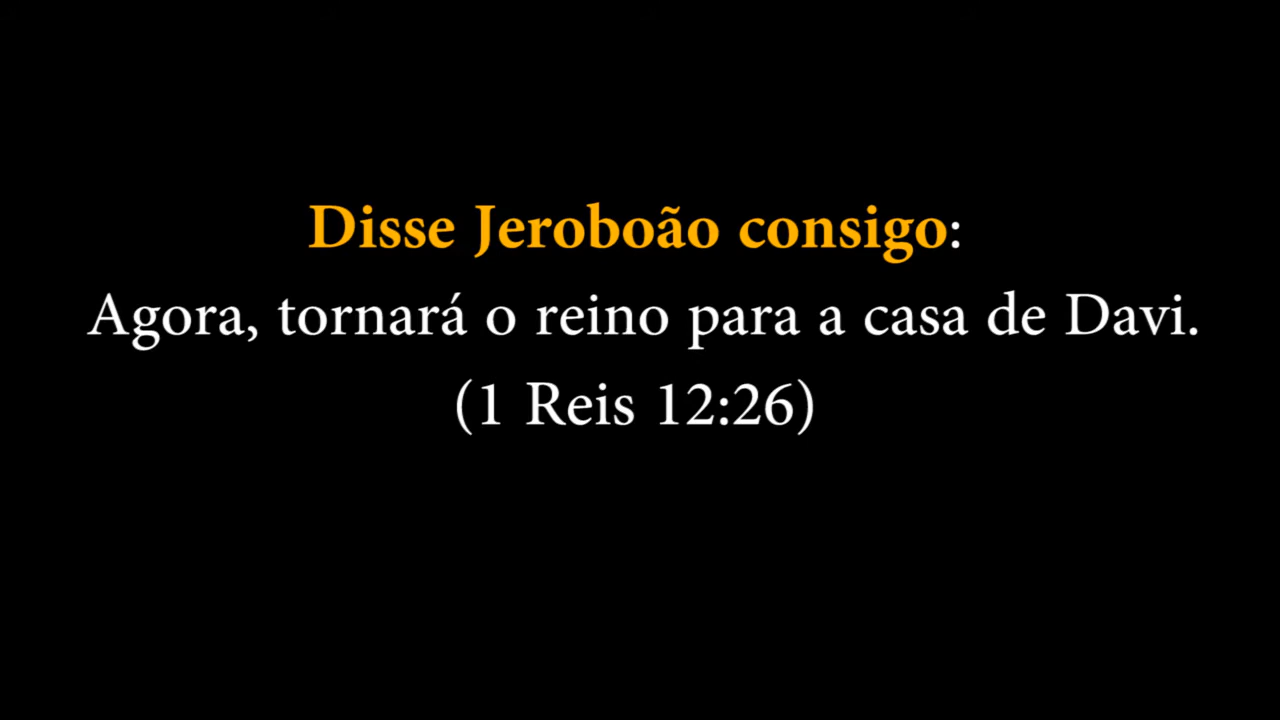 Disse Jeroboão consigo:
Agora, tornará o reino para a casa de Davi.
(1 Reis 12:26)